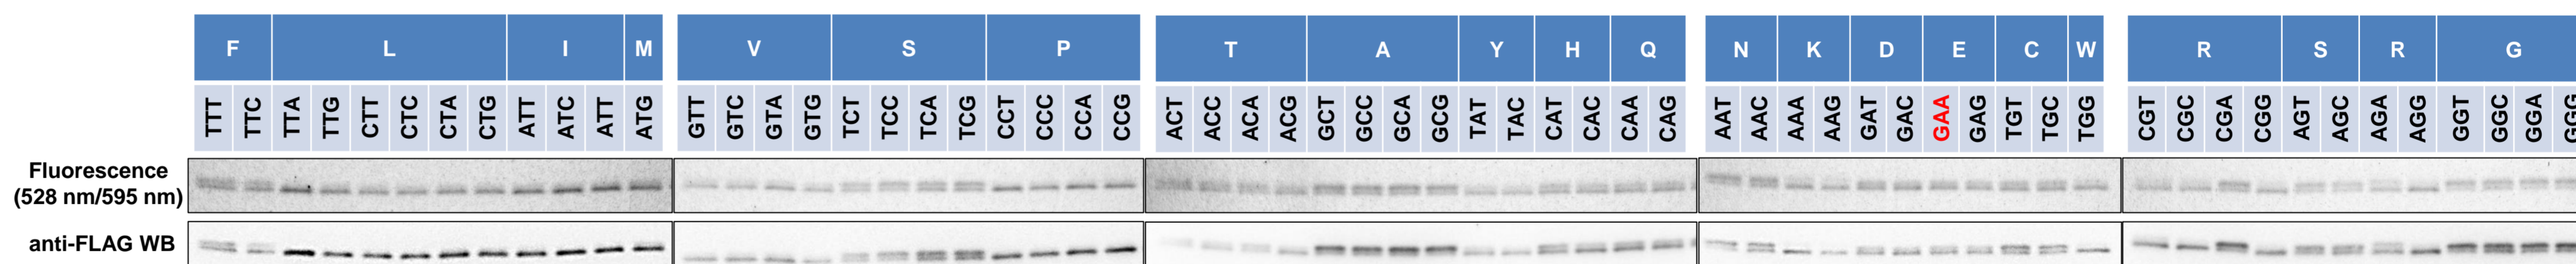 F L I M V S P T A Y H Q N K D E C W R S R G
TTT TTC TTA TTG CTT CTC CTA CTG ATT ATC ATT ATG GTT GTC GTA GTG TCT TCC TCA TCG CCT CCC CCA CCG ACT ACC ACA ACG GCT GCC GCA GCG TAT TAC CAT CAC CAA CAG AAT AAC AAA AAG GAT GAC GAA GAG TGT TGC TGG CGT CGC CGA CGG AGT AGC AGA AGG GGT GGC GGA GGG
Fluorescence
(528 nm/595 nm)
anti-FLAG WB